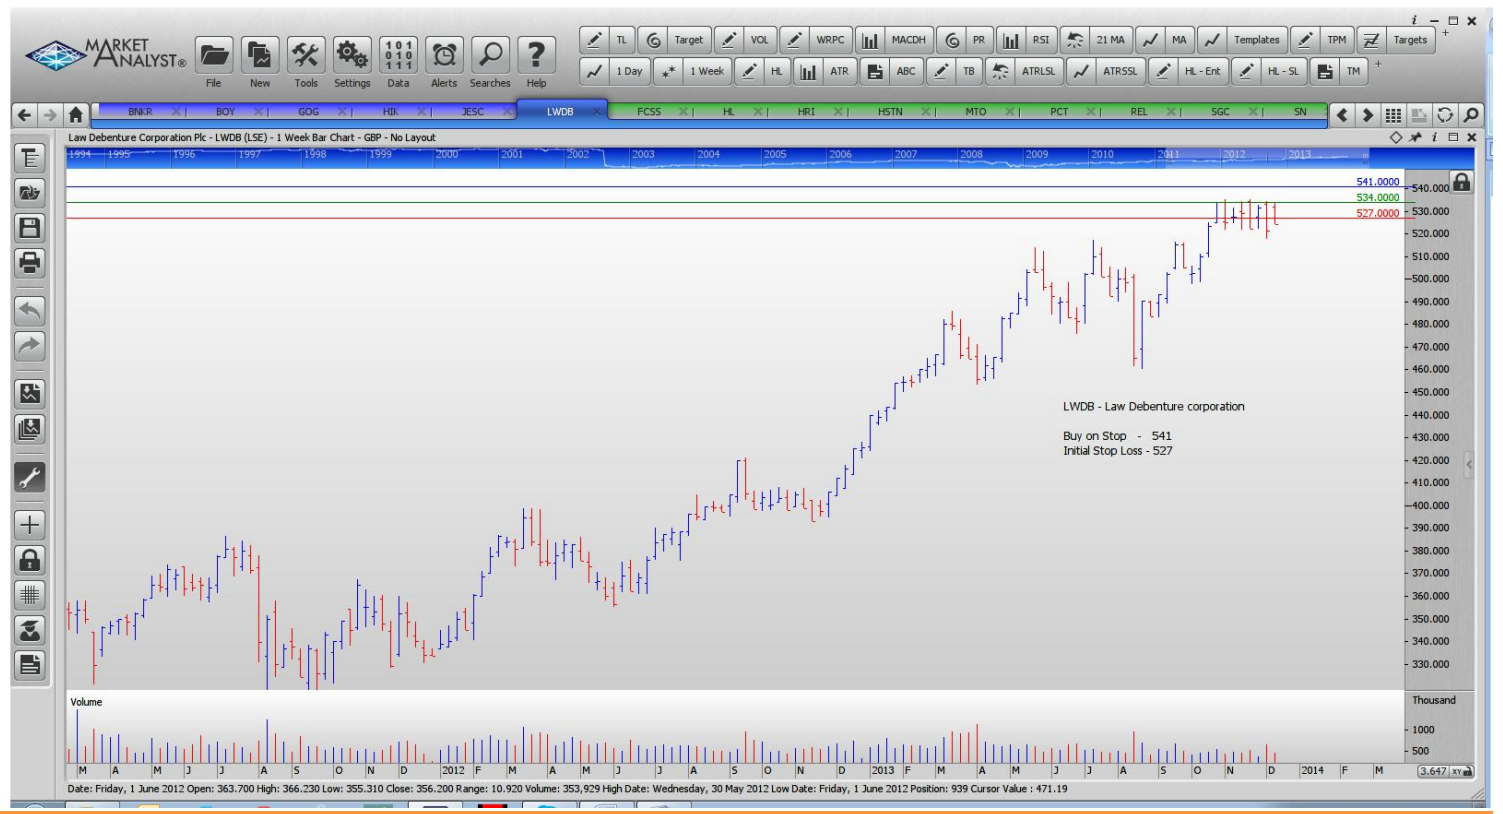 MARKET
ANALYST®
File New Tools Settings Data Alerts Searches Help
TL Target VOL WRPC MACDH PR RSI 21 MA MA Templates TPM Targets
1 Day 1 Week HL ATR ABC TB ATRLSL ATRSSL HL - Ent HL - SL TM
BNKR BOY GOG HIK JESC LWDB FCSS HL HRI HSTN MTO PCT REL SGC SN
Law Debenture Corporation Plc - LWDB (LSE) - 1 Week Bar Chart - GBP - No Layout
1994 1995 1996 1997 1998 1999 2000 2001 2002 2003 2004 2005 2006 2007 2008 2009 2010 2011 2012 2013
541.0000
534.0000
527.0000
540.000
530.000
520.000
510.000
500.000
490.000
480.000
470.000
460.000
450.000
440.000
430.000
420.000
410.000
400.000
390.000
380.000
370.000
360.000
350.000
340.000
330.000
LWDB - Law Debenture corporation
Buy on Stop - 541
Initial Stop Loss - 527
Volume
Thousand
1000
500
M A M J J A S O N D 2012 F M A M J J A S O N D 2013 F M A M J J A S O N D 2014 F M
3.647 XY
Date: Friday, 1 June 2012 Open: 363.700 High: 366.230 Low: 355.310 Close: 356.200 Range: 10.920 Volume: 353,929 High Date: Wednesday, 30 May 2012 Low Date: Friday, 1 June 2012 Position: 939 Cursor Value : 471.19